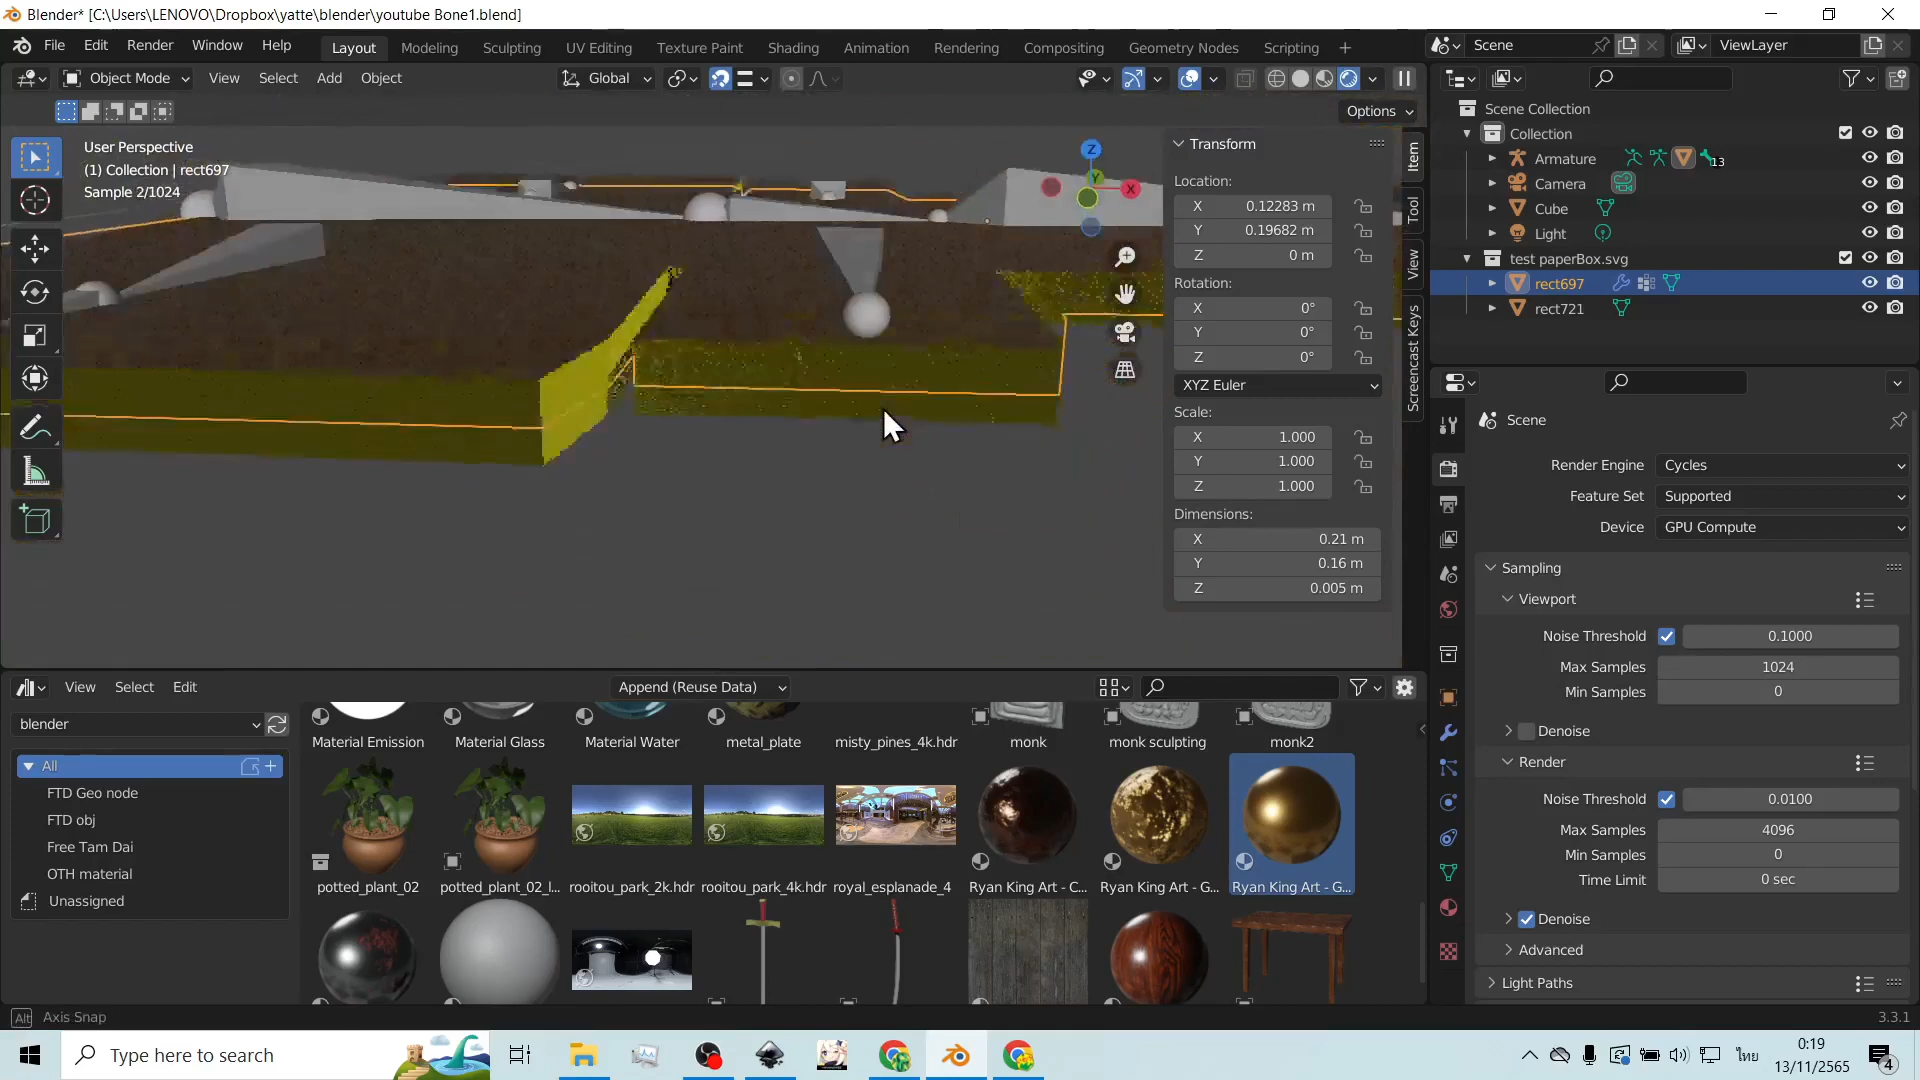 Blender* [C:\Users\LENOVO\Dropbox\yatte\blender\youtube Bone1.blend]
File Edit Render Window Help
Layout Modeling Sculpting UV Editing Texture Paint Shading Animation Rendering Compositing Geometry Nodes Scripting +
Scene ViewLayer
Object Mode View Select Add Object
Global
Options
User Perspective
(1) Collection | rect697
Sample 2/1024
Z
Y
X
Item
Tool
View
Screencast Keys
Transform
Location:
X 0.12283 m
Y 0.19682 m
Z 0 m
Rotation:
X 0°
Y 0°
Z 0°
XYZ Euler
Scale:
X 1.000
Y 1.000
Z 1.000
Dimensions:
X 0.21 m
Y 0.16 m
Z 0.005 m
Scene Collection
Collection
Armature 13
Camera
Cube
Light
test paperBox.svg
rect697
rect721
Scene
Render Engine Cycles
Feature Set Supported
Device GPU Compute
Sampling
Viewport
Noise Threshold 0.1000
Max Samples 1024
Min Samples 0
Denoise
Render
Noise Threshold 0.0100
Max Samples 4096
Min Samples 0
Time Limit 0 sec
Denoise
Advanced
Light Paths
View Select Edit
Append (Reuse Data)
blender
All
FTD Geo node
FTD obj
Free Tam Dai
OTH material
Unassigned
Material Emission Material Glass Material Water metal_plate misty_pines_4k.hdr monk monk sculpting monk2
potted_plant_02 potted_plant_02_l... rooitou_park_2k.hdr rooitou_park_4k.hdr royal_esplanade_4 Ryan King Art - C... Ryan King Art - G... Ryan King Art - G...
Alt Axis Snap
3.3.1
Type here to search
ไทย
0:19
13/11/2565
4